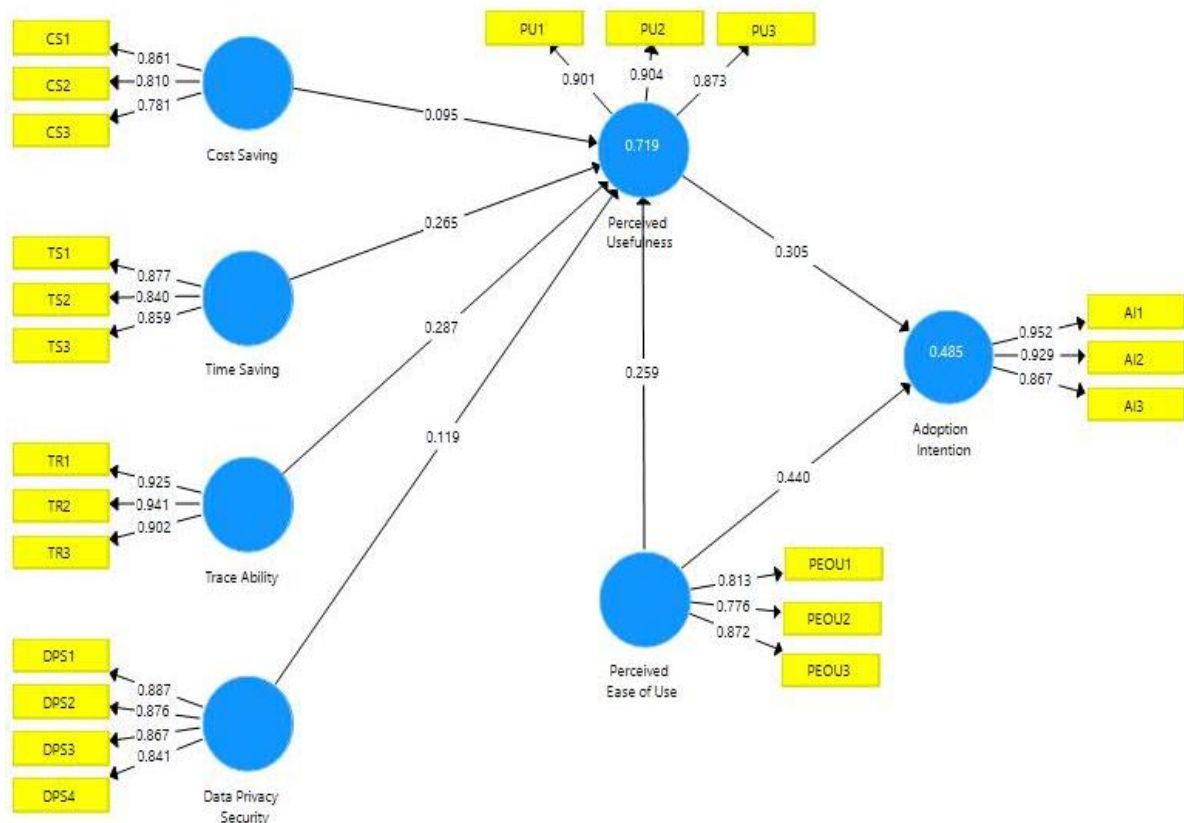 CS1
CS2
CS3
0.861
0.810
0.781
Cost Saving
0.095
TS1
TS2
TS3
0.877
0.840
0.859
Time Saving
0.265
TR1
TR2
TR3
0.925
0.941
0.902
Trace Ability
0.287
DPS1
DPS2
DPS3
DPS4
0.887
0.876
0.867
0.841
Data Privacy
Security
0.119
PU1
PU2
PU3
0.901
0.904
0.873
0.719
Perceived
Usefulness
0.305
0.259
0.440
PEOU1
PEOU2
PEOU3
0.813
0.776
0.872
Perceived
Ease of Use
0.485
Adoption
Intention
0.952
0.929
0.867
AI1
AI2
AI3